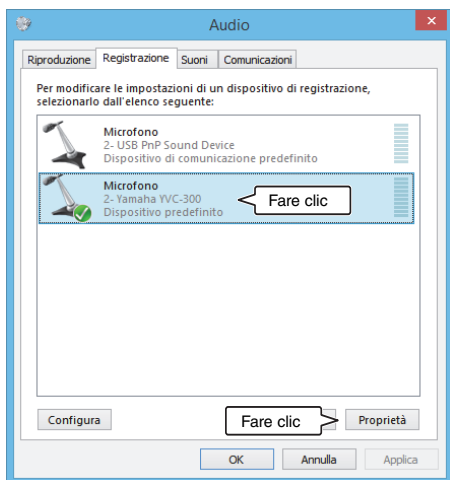 Audio
Riproduzione Registrazione Suoni Comunicazioni
Per modificare le impostazioni di un dispositivo di registrazione,
selezionarlo dall'elenco seguente:
Microfono
2- USB PnP Sound Device
Dispositivo di comunicazione predefinito
Microfono
2- Yamaha YVC-300
Dispositivo predefinito
Fare clic
Configura
Fare clic
Proprietà
OK Annulla Applica